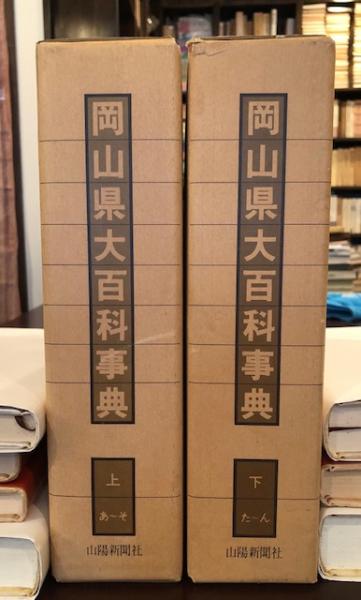 岡山県大百科事典
上
あ〜そ
山陽新聞社
岡山県大百科事典
下
た〜ん
山陽新聞社